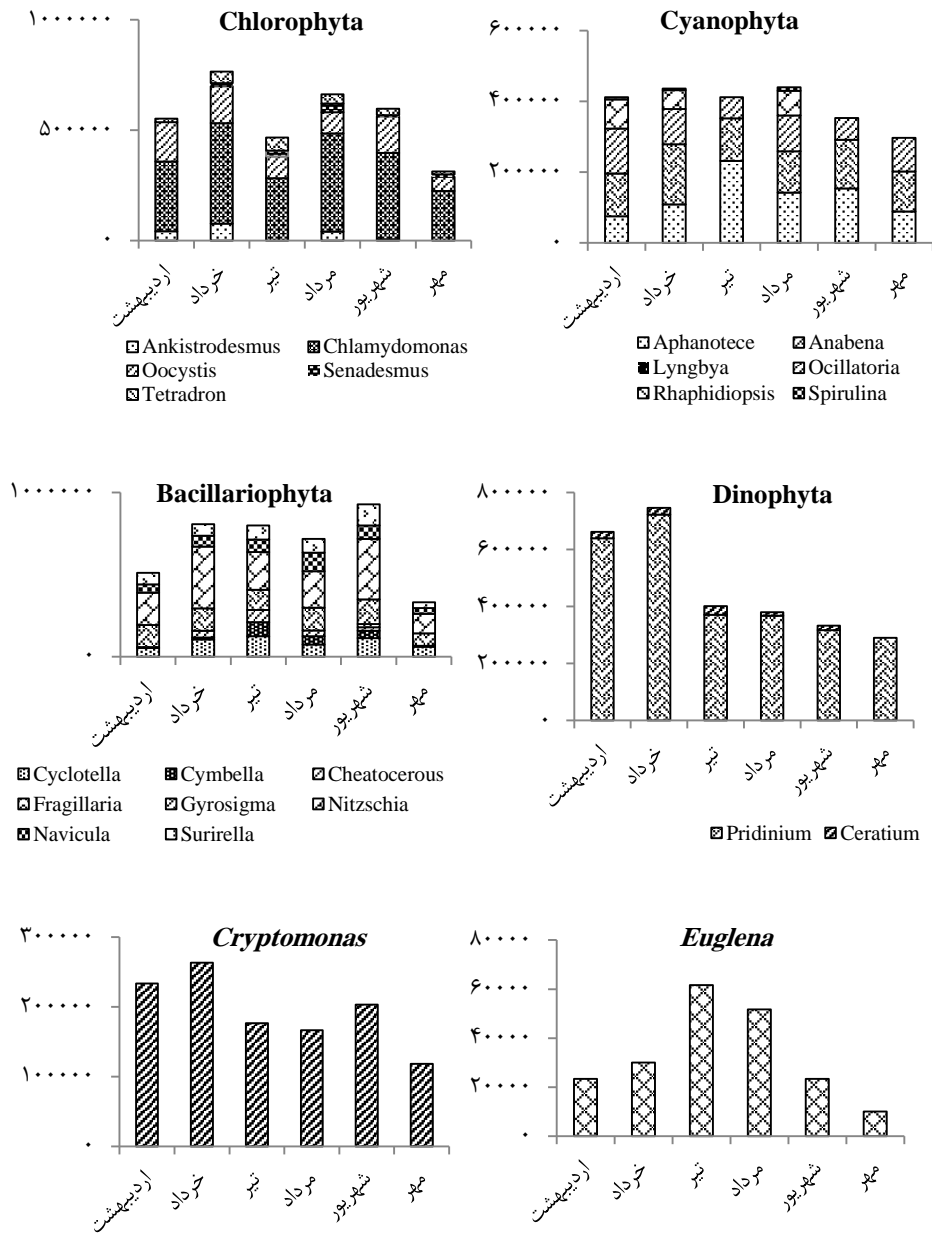 Chlorophyta
۱۰۰۰۰۰۰
۵۰۰۰۰۰
۰
اردیبهشت
خرداد
تیر
مرداد
شهریور
مهر
Ankistrodesmus Chlamydomonas
Oocystis Senadesmus
Tetradron
Cyanophyta
۶۰۰۰۰۰
۴۰۰۰۰۰
۲۰۰۰۰۰
۰
اردیبهشت
خرداد
تیر
مرداد
شهریور
مهر
Aphanotece Anabena
Lyngbya Ocillatoria
Rhaphidiopsis Spirulina
Bacillariophyta
۱۰۰۰۰۰۰
۰
اردیبهشت
خرداد
تیر
مرداد
شهریور
مهر
Cyclotella Cymbella Cheatocerous
Fragillaria Gyrosigma Nitzschia
Navicula Surirella
Dinophyta
۸۰۰۰۰۰
۶۰۰۰۰۰
۴۰۰۰۰۰
۲۰۰۰۰۰
۰
اردیبهشت
خرداد
تیر
مرداد
شهریور
مهر
Pridinium Ceratium
Cryptomonas
۳۰۰۰۰۰
۲۰۰۰۰۰
۱۰۰۰۰۰
۰
اردیبهشت
خرداد
تیر
مرداد
شهریور
مهر
Euglena
۸۰۰۰۰
۶۰۰۰۰
۴۰۰۰۰
۲۰۰۰۰
۰
اردیبهشت
خرداد
تیر
مرداد
شهریور
مهر